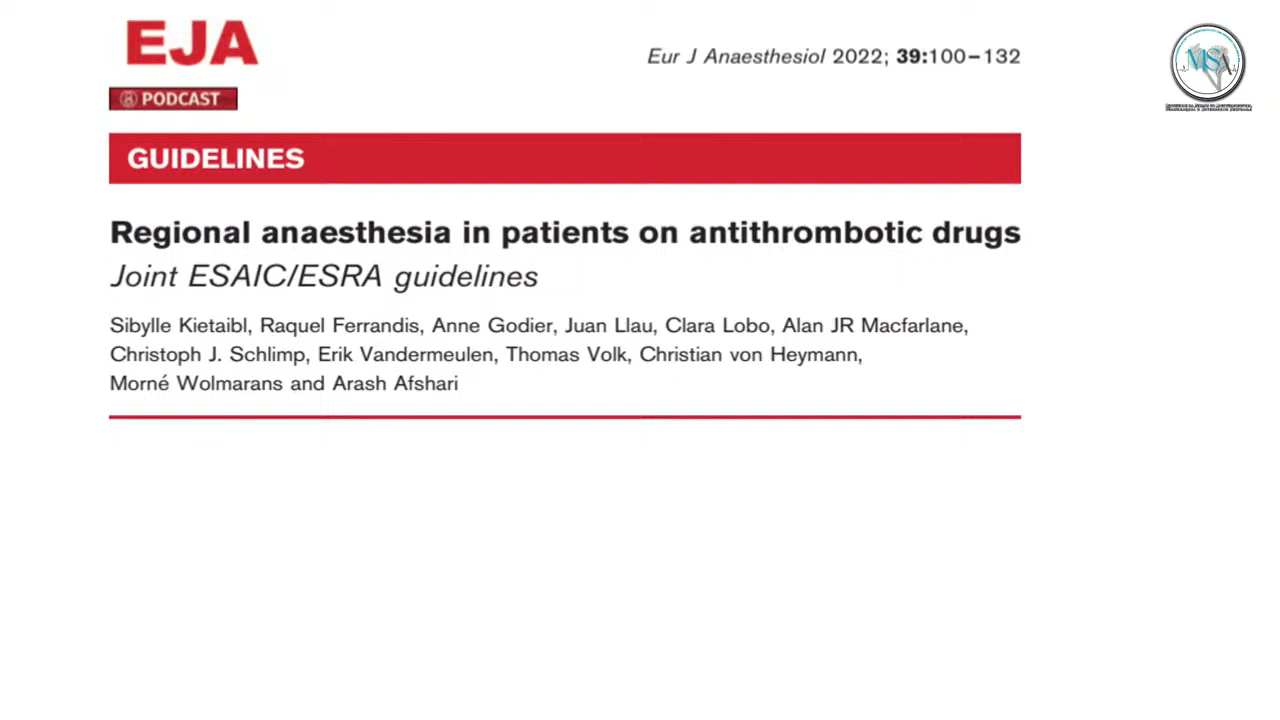 EJA
Eur J Anaesthesiol 2022; 39:100–132
MSA
PODCAST
GUIDELINES
Regional anaesthesia in patients on antithrombotic drugs
Joint ESAIC/ESRA guidelines
Sibylle Kietaibl, Raquel Ferrandis, Anne Godier, Juan Llau, Clara Lobo, Alan JR Macfarlane,
Christoph J. Schlimp, Erik Vandermeulen, Thomas Volk, Christian von Heymann,
Morné Wolmarans and Arash Afshari